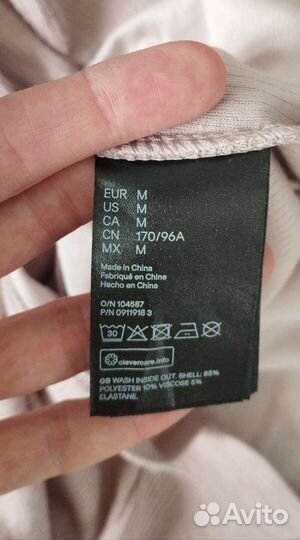 EUR M
US M
CA M
CN 170/96A
MX M
Made in China
Fabriqué en Chine
Hecho en China
O/N 104587
P/N 0911918 3
30
clevercare.info
GB WASH INSIDE OUT. SHELL: 85%
POLYESTER 10% VISCOSE 5%
ELASTANE.
Avito